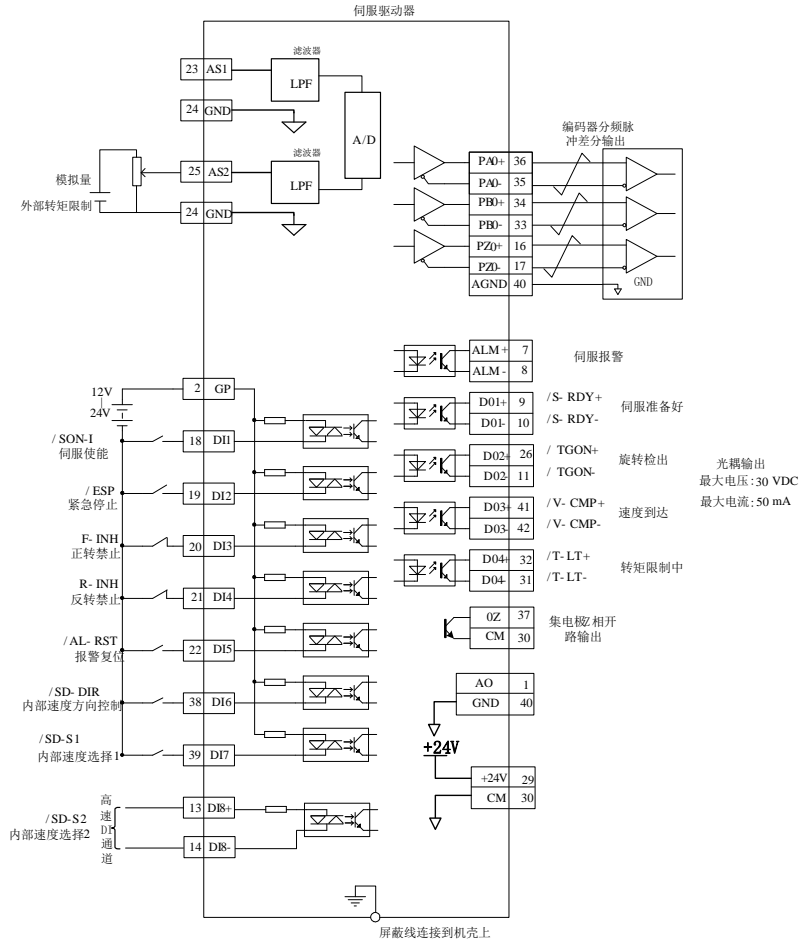 伺服驱动器
23 AS1
滤波器
LPF
24 GND
A/D
25 AS2
滤波器
LPF
24 GND
模拟量
外部转矩限制
编码器分频脉
冲差分输出
PA0+ 36
PA0- 35
PB0+ 34
PB0- 33
PZ0+ 16
PZ0- 17
AGND 40
GND
ALM+ 7
ALM- 8
伺服报警
D01+ 9 /S-RDY+
D01- 10 /S-RDY-
伺服准备好
D02+ 26 / TGON+
D02- 11 / TGON-
旋转检出
D03+ 41 /V-CMP+
D03- 42 /V-CMP-
速度到达
D04+ 32 /T-LT+
D04- 31 /T-LT-
转矩限制中
光耦输出
最大电压:30 VDC
最大电流:50 mA
0Z 37
CM 30
集电极Z相开
路输出
AO 1
GND 40
+24V
+24V 29
CM 30
12V
24V
2 GP
/SON-I
伺服使能
18 DI1
/ESP
紧急停止
19 DI2
F-INH
正转禁止
20 DI3
R-INH
反转禁止
21 DI4
/AL-RST
报警复位
22 DI5
/SD-DIR
内部速度方向控制
38 DI6
/SD-S1
内部速度选择1
39 DI7
/SD-S2
内部速度选择2
高速DI通道
13 DI8+
14 DI8-
屏蔽线连接到机壳上